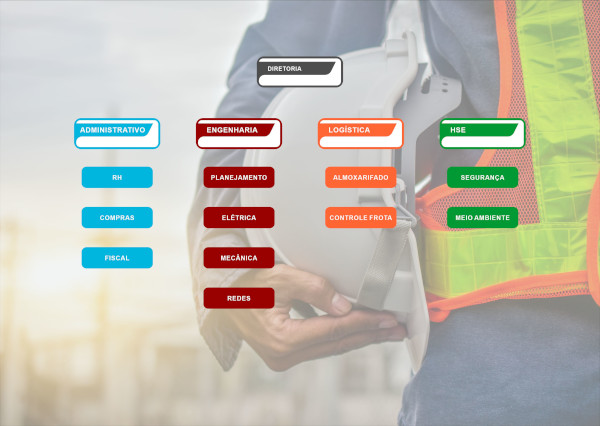 DIRETORIA
ADMINISTRATIVO
ENGENHARIA
LOGÍSTICA
HSE
RH
PLANEJAMENTO
ALMOXARIFADO
SEGURANÇA
COMPRAS
ELÉTRICA
CONTROLE FROTA
MEIO AMBIENTE
FISCAL
MECÂNICA
REDES